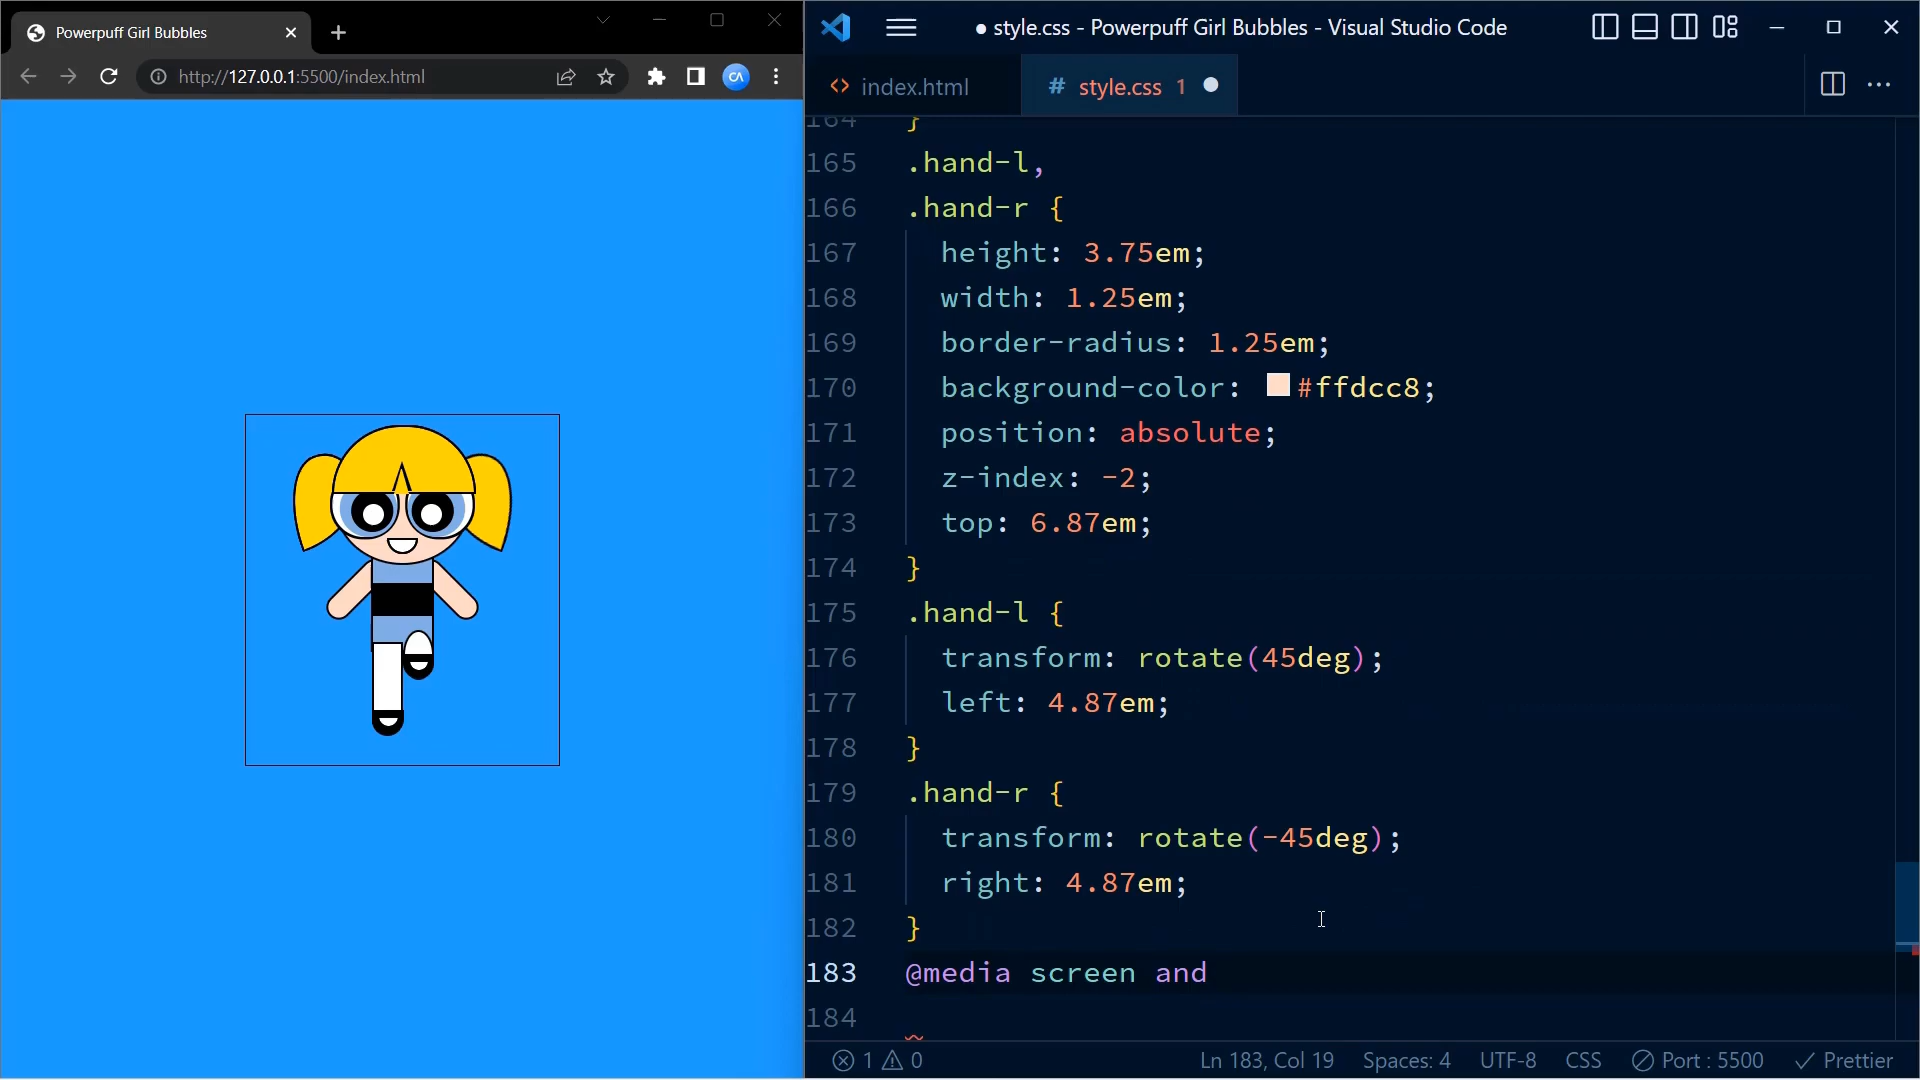 Powerpuff Girl Bubbles
http://127.0.0.1:5500/index.html
CA
● style.css - Powerpuff Girl Bubbles - Visual Studio Code
<> index.html
# style.css 1
164 }
165 .hand-l,
166 .hand-r {
167 height: 3.75em;
168 width: 1.25em;
169 border-radius: 1.25em;
170 background-color: #ffdcc8;
171 position: absolute;
172 z-index: -2;
173 top: 6.87em;
174 }
175 .hand-l {
176 transform: rotate(45deg);
177 left: 4.87em;
178 }
179 .hand-r {
180 transform: rotate(-45deg);
181 right: 4.87em;
182 }
183 @media screen and
184
1 0 Ln 183, Col 19 Spaces: 4 UTF-8 CSS Port : 5500 Prettier